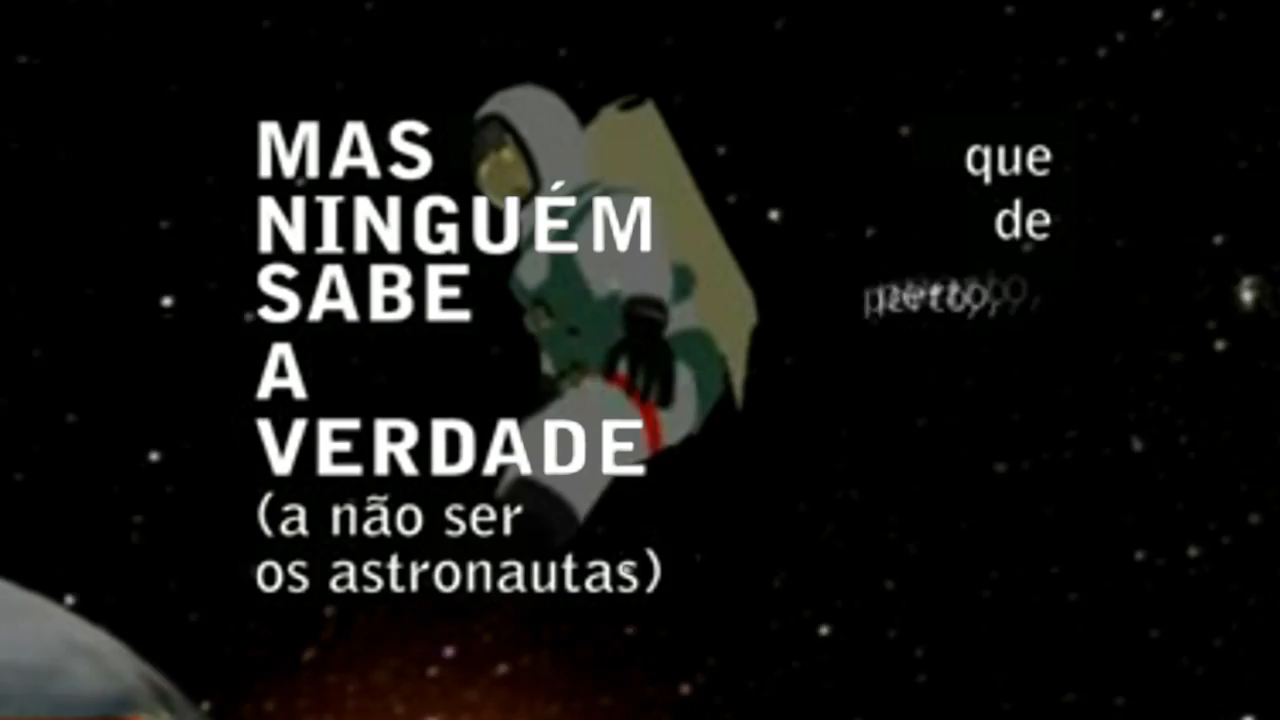 MAS
NINGUÉM
SABE
A
VERDADE
(a não ser
os astronautas)
que
de